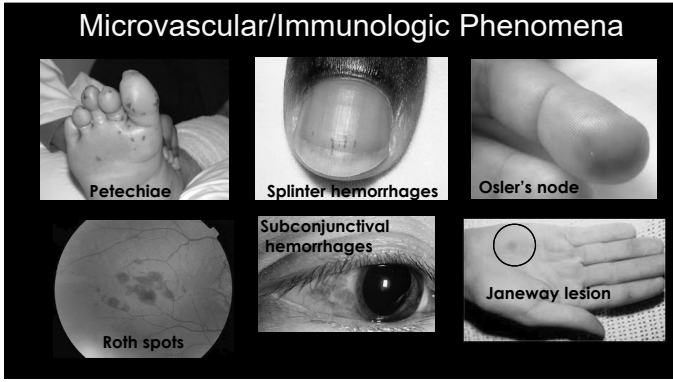 Microvascular/Immunologic Phenomena
Petechiae
Splinter hemorrhages
Osler's node
Roth spots
Subconjunctival
hemorrhages
Janeway lesion